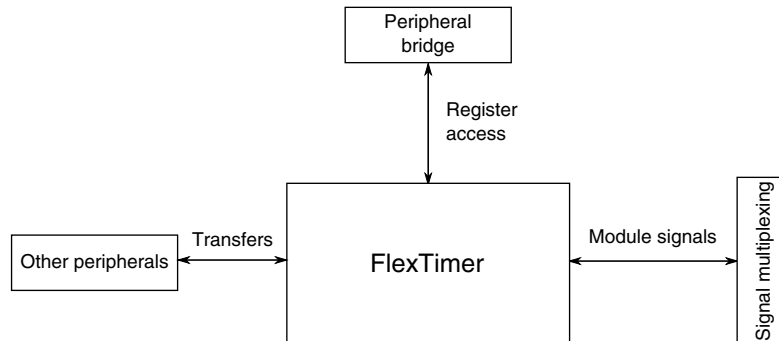 Peripheral
bridge
Register
access
Transfers
Module signals
Other peripherals
FlexTimer
Signal multiplexing